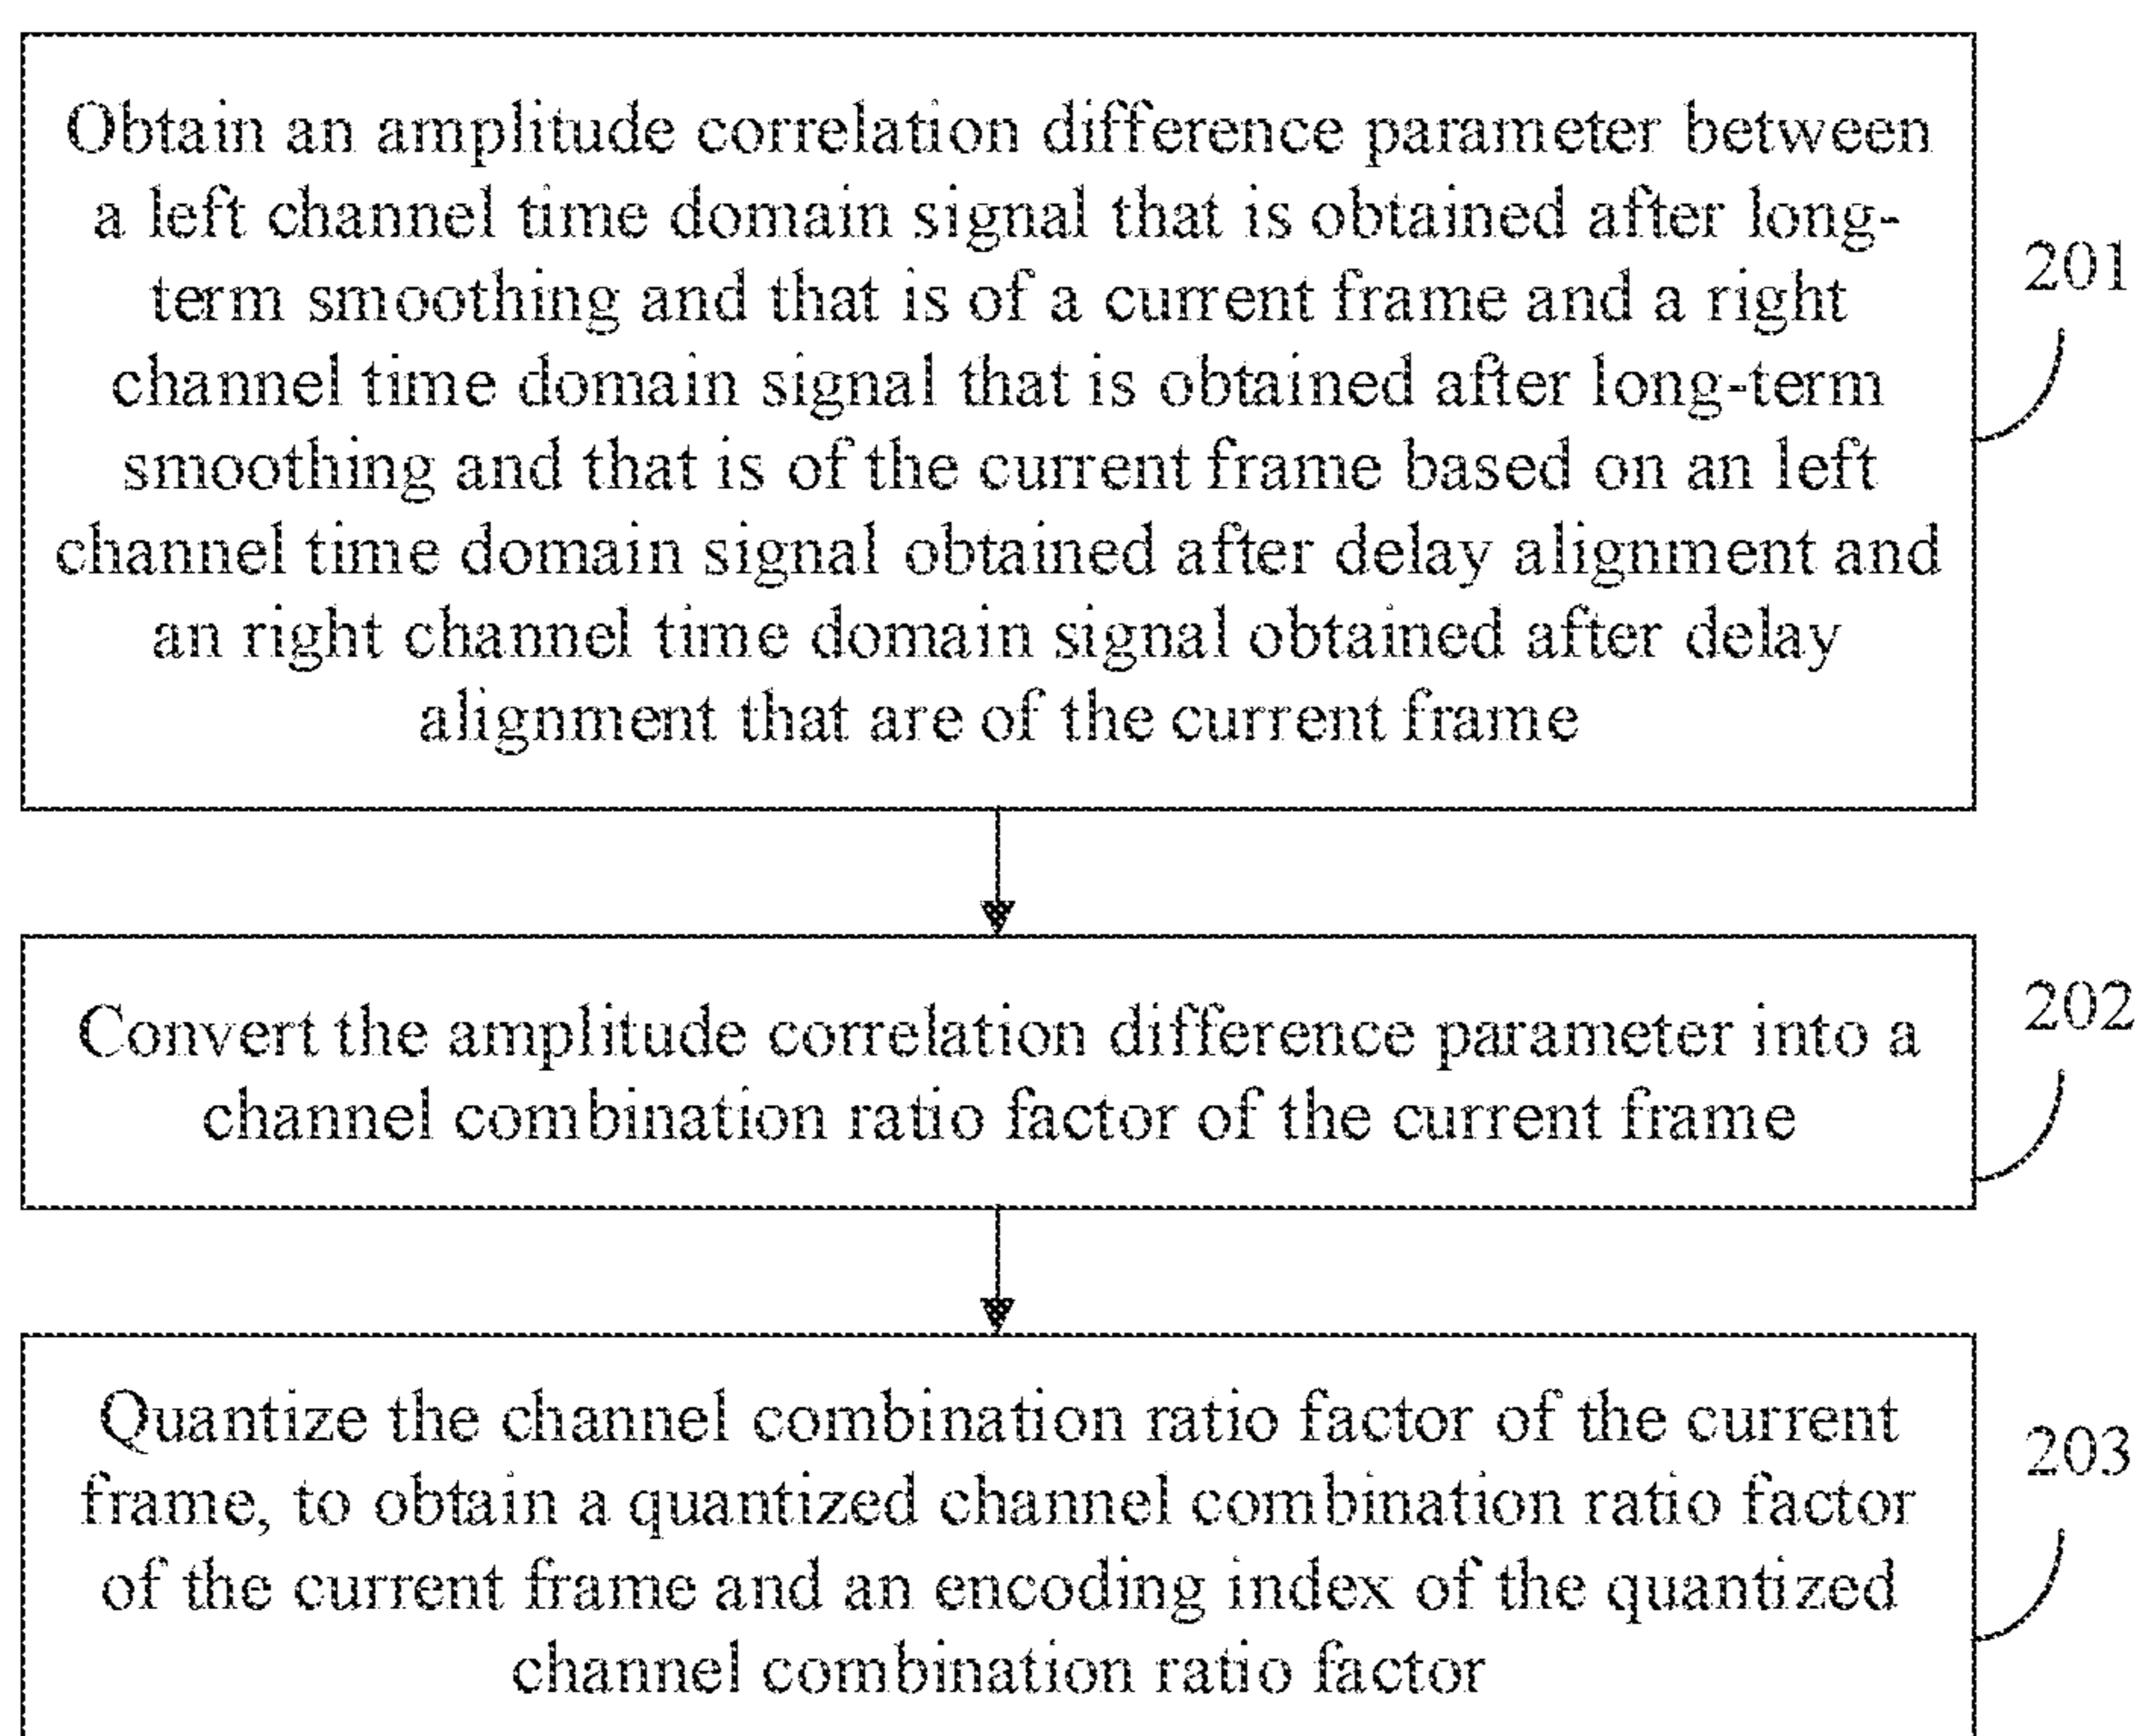 Obtain an amplitude correlation difference parameter between
a left channel time domain signal that is obtained after long-
term smoothing and that is of a current frame and a right
channel time domain signal that is obtained after long-term
smoothing and that is of the current frame based on an left
channel time domain signal obtained after delay alignment and
an right channel time domain signal obtained after delay
alignment that are of the current frame
201
Convert the amplitude correlation difference parameter into a
channel combination ratio factor of the current frame
202
Quantize the channel combination ratio factor of the current
frame, to obtain a quantized channel combination ratio factor
of the current frame and an encoding index of the quantized
channel combination ratio factor
203